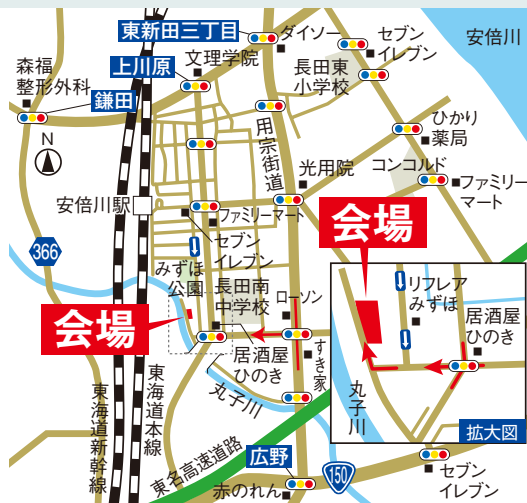 東新田三丁目
ダイソー
セブン
イレブン
安倍川
上川原
文理学院
長田東
小学校
森福
整形外科
鎌田
用宗街道
ひかり
薬局
N
光用院
コンコルド
ファミリー
マート
安倍川駅
ファミリーマート
366
セブン
イレブン
会場
みずほ
公園
長田南
中学校
ローソン
リフレア
みずほ
会場
居酒屋
ひのき
居酒屋
ひのき
すき家
丸子川
丸子川
東海道新幹線
東海道本線
東名高速道路
広野
拡大図
150
赤のれん
セブン
イレブン